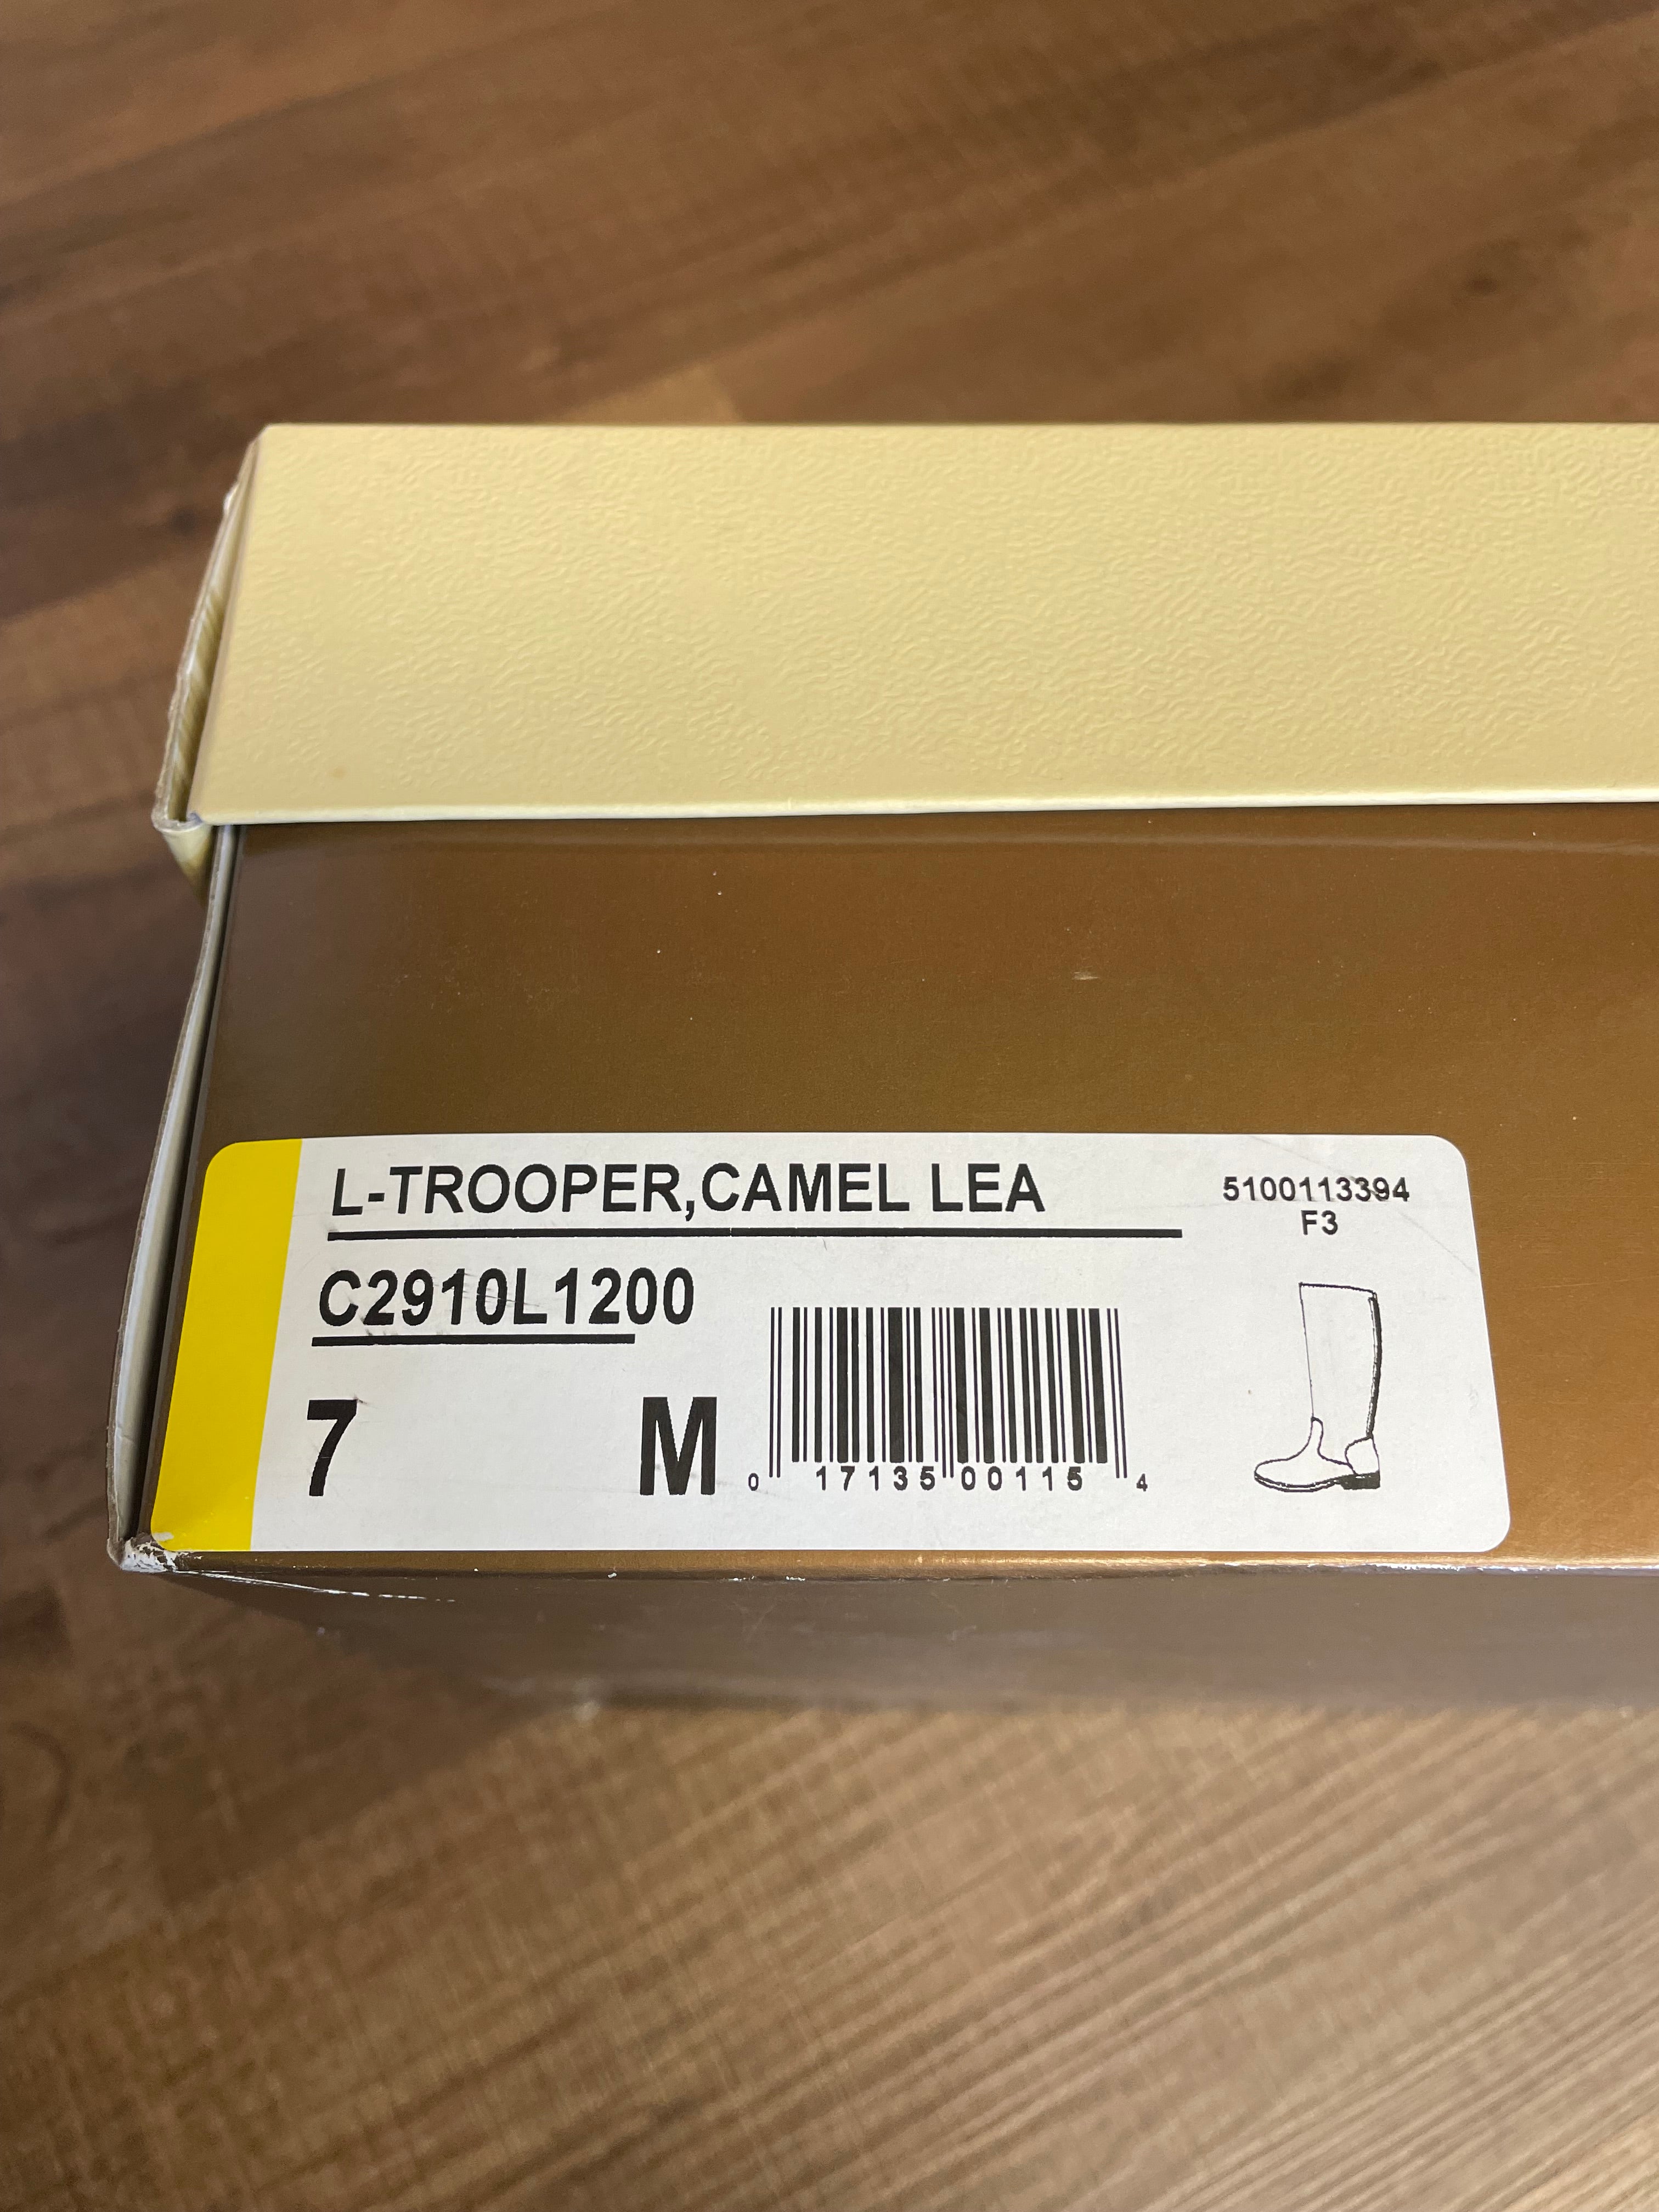 L-TROOPER,CAMEL LEA
5100113394
F3
C2910L1200
7 M
0 17135 00115 4